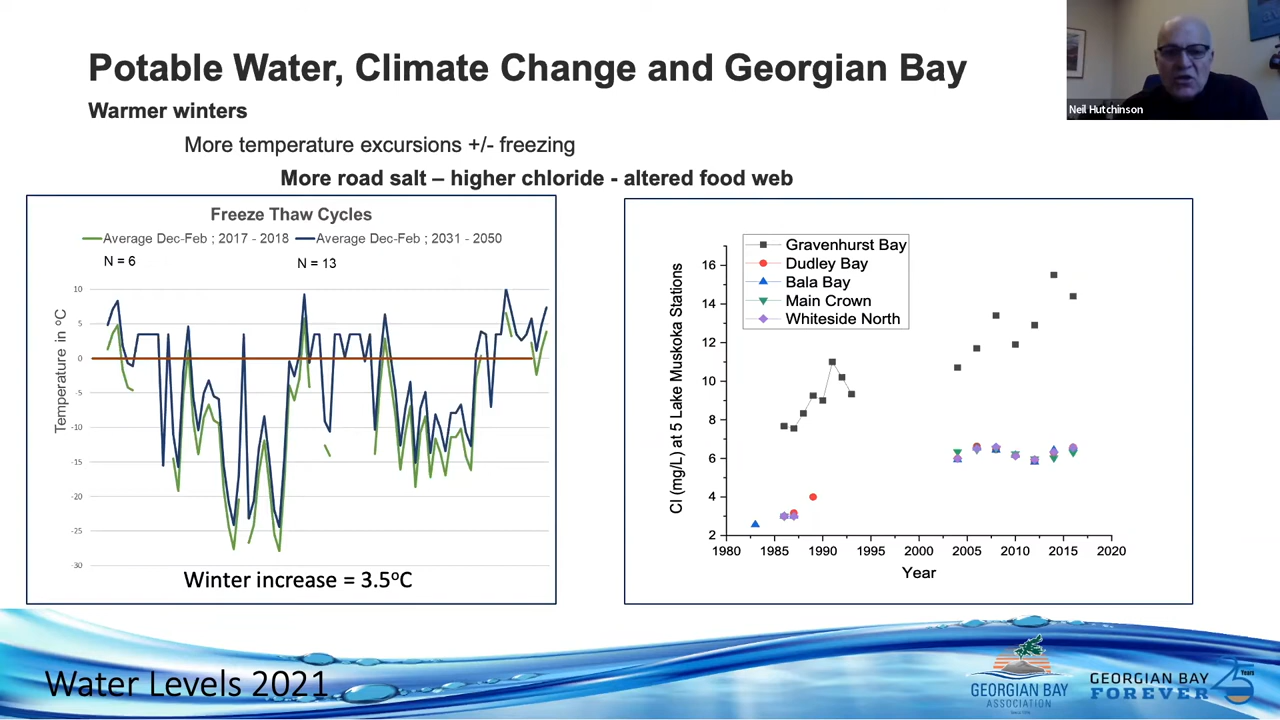 Potable Water, Climate Change and Georgian Bay
Neil Hutchinson
Warmer winters
More temperature excursions +/- freezing
More road salt – higher chloride - altered food web
Freeze Thaw Cycles
Average Dec-Feb ; 2017 - 2018
Average Dec-Feb ; 2031 - 2050
N = 6
N = 13
Temperature in ºC
10
5
0
-5
-10
-15
-20
-25
-30
Winter increase = 3.5ºC
Gravenhurst Bay
Dudley Bay
Bala Bay
Main Crown
Whiteside North
Cl (mg/L) at 5 Lake Muskoka Stations
16
14
12
10
8
6
4
2
1980 1985 1990 1995 2000 2005 2010 2015 2020
Year
Water Levels 2021
GEORGIAN BAY
ASSOCIATION
GEORGIAN BAY
FOREVER
25
Years